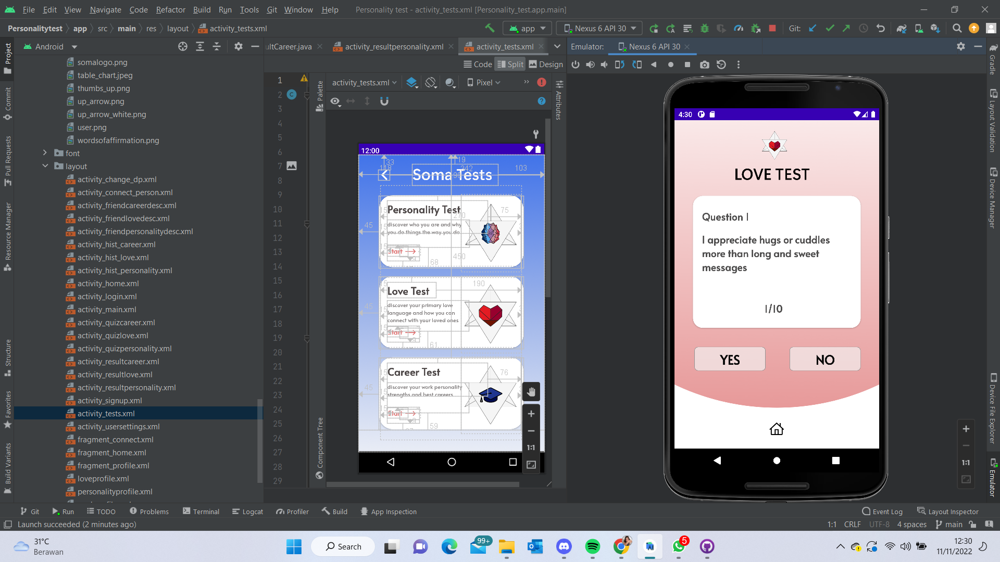 File Edit View Navigate Code Refactor Build Run Tools Git Window Help Personality test - activity_tests.xml [Personality_test.app.main]
Personalitytest app src main res layout activity_tests.xml app Nexus 6 API 30 Git:
Android ultCareer.java activity_resultpersonality.xml activity_tests.xml Emulator: Nexus 6 API 30
Code Split Design
activity_tests.xml Pixel
Project
Commit
Pull Requests
Resource Manager
Structure
Favorites
Build Variants
somalogo.png
table_chart.jpeg
thumbs_up.png
up_arrow.png
up_arrow_white.png
user.png
wordsofaffirmation.png
font
layout
activity_change_dp.xml
activity_connect_person.xml
activity_friendcareerdesc.xml
activity_friendlovedesc.xml
activity_friendpersonalitydesc.xml
activity_hist_career.xml
activity_hist_love.xml
activity_hist_personality.xml
activity_home.xml
activity_login.xml
activity_main.xml
activity_quizcareer.xml
activity_quizlove.xml
activity_quizpersonality.xml
activity_resultcareer.xml
activity_resultlove.xml
activity_resultpersonality.xml
activity_signup.xml
activity_tests.xml
activity_usersettings.xml
fragment_connect.xml
fragment_home.xml
fragment_profile.xml
loveprofile.xml
personalityprofile.xml
1
2
3
4
5
6
7
8
9
10
11
12
13
14
15
16
17
18
19
20
21
22
23
24
25
26
27
28
29
Palette
Component Tree
Attributes
12:00
33
19
118
342
103
Soma Tests
Personality Test
75
270
discover who you are and why
you do things the way you do
45
Start
450
68
Love Test
190
discover your primary love
language and how you can
connect with your loved ones
45
Start
61
Career Test
76
discover your work personality
strengths and best careers
45
Start
59
1:1
4:30
LOVE TEST
Question 1
I appreciate hugs or cuddles
more than long and sweet
messages
1/10
YES NO
1:1
Gradle
Layout Validation
Device Manager
Device File Explorer
Emulator
Git Run TODO Problems Terminal Logcat Profiler Build App Inspection Event Log Layout Inspector
Launch succeeded (2 minutes ago) 1:1 CRLF UTF-8 4 spaces main
31°C
Berawan
Search
99+
5
12:30
11/11/2022